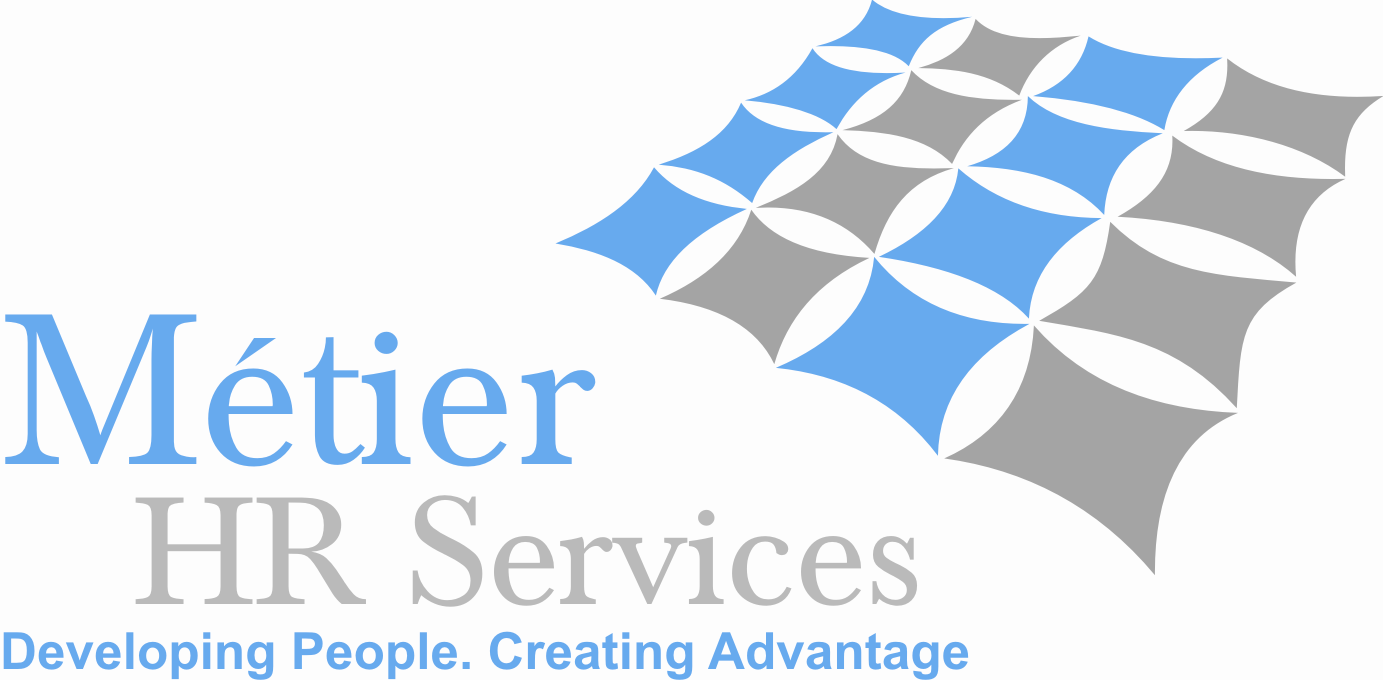 Métier
HR Services
Developing People. Creating Advantage